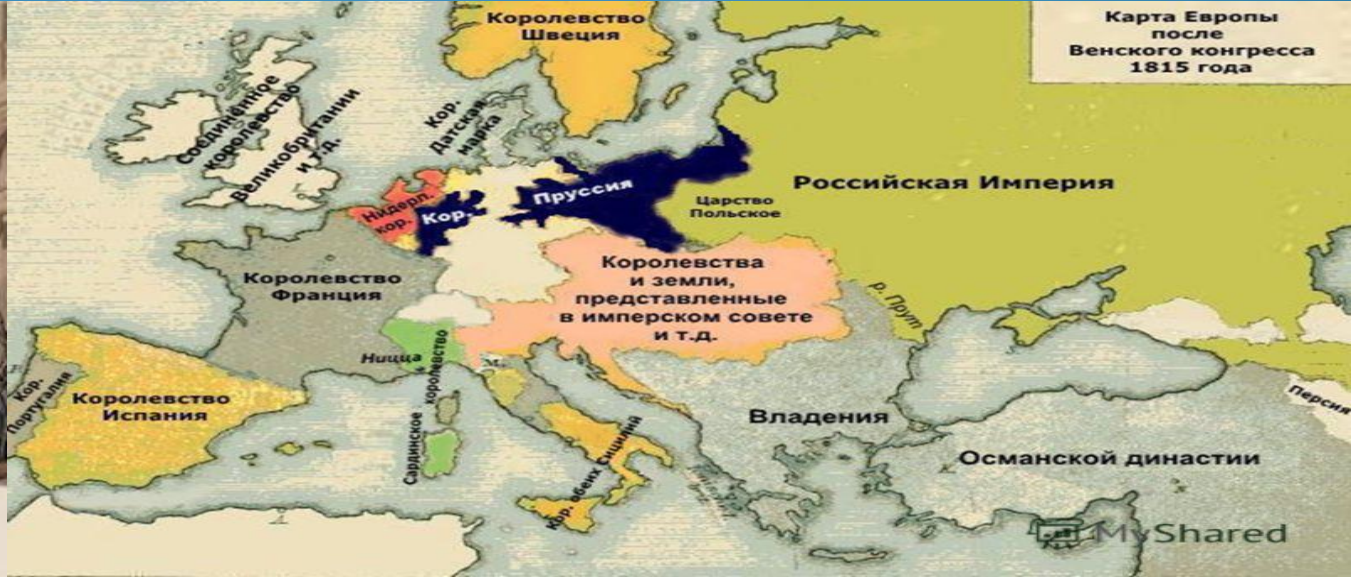 Карта Европы
после
Венского конгресса
1815 года
Королевство
Швеция
Соединённое
королевство
Великобритании
и т.д.
Кор.
Датская
марка
Нидерл.
кор.
Кор.
Пруссия
Царство
Польское
Российская Империя
Королевство
Франция
Королевства
и земли,
представленные
в имперском совете
и т.д.
р. Прут
Ницца
М.
Сардинское
королевство
Кор.
Португалия
Королевство
Испания
Кор. обеих Сицилий
Владения
Османской династии
Персия
MyShared